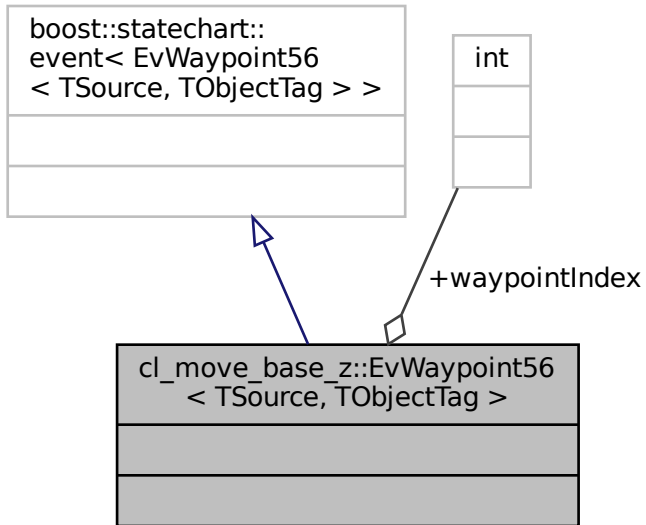 boost::statechart::
event< EvWaypoint56
< TSource, TObjectTag > >
int
+waypointIndex
cl_move_base_z::EvWaypoint56
< TSource, TObjectTag >